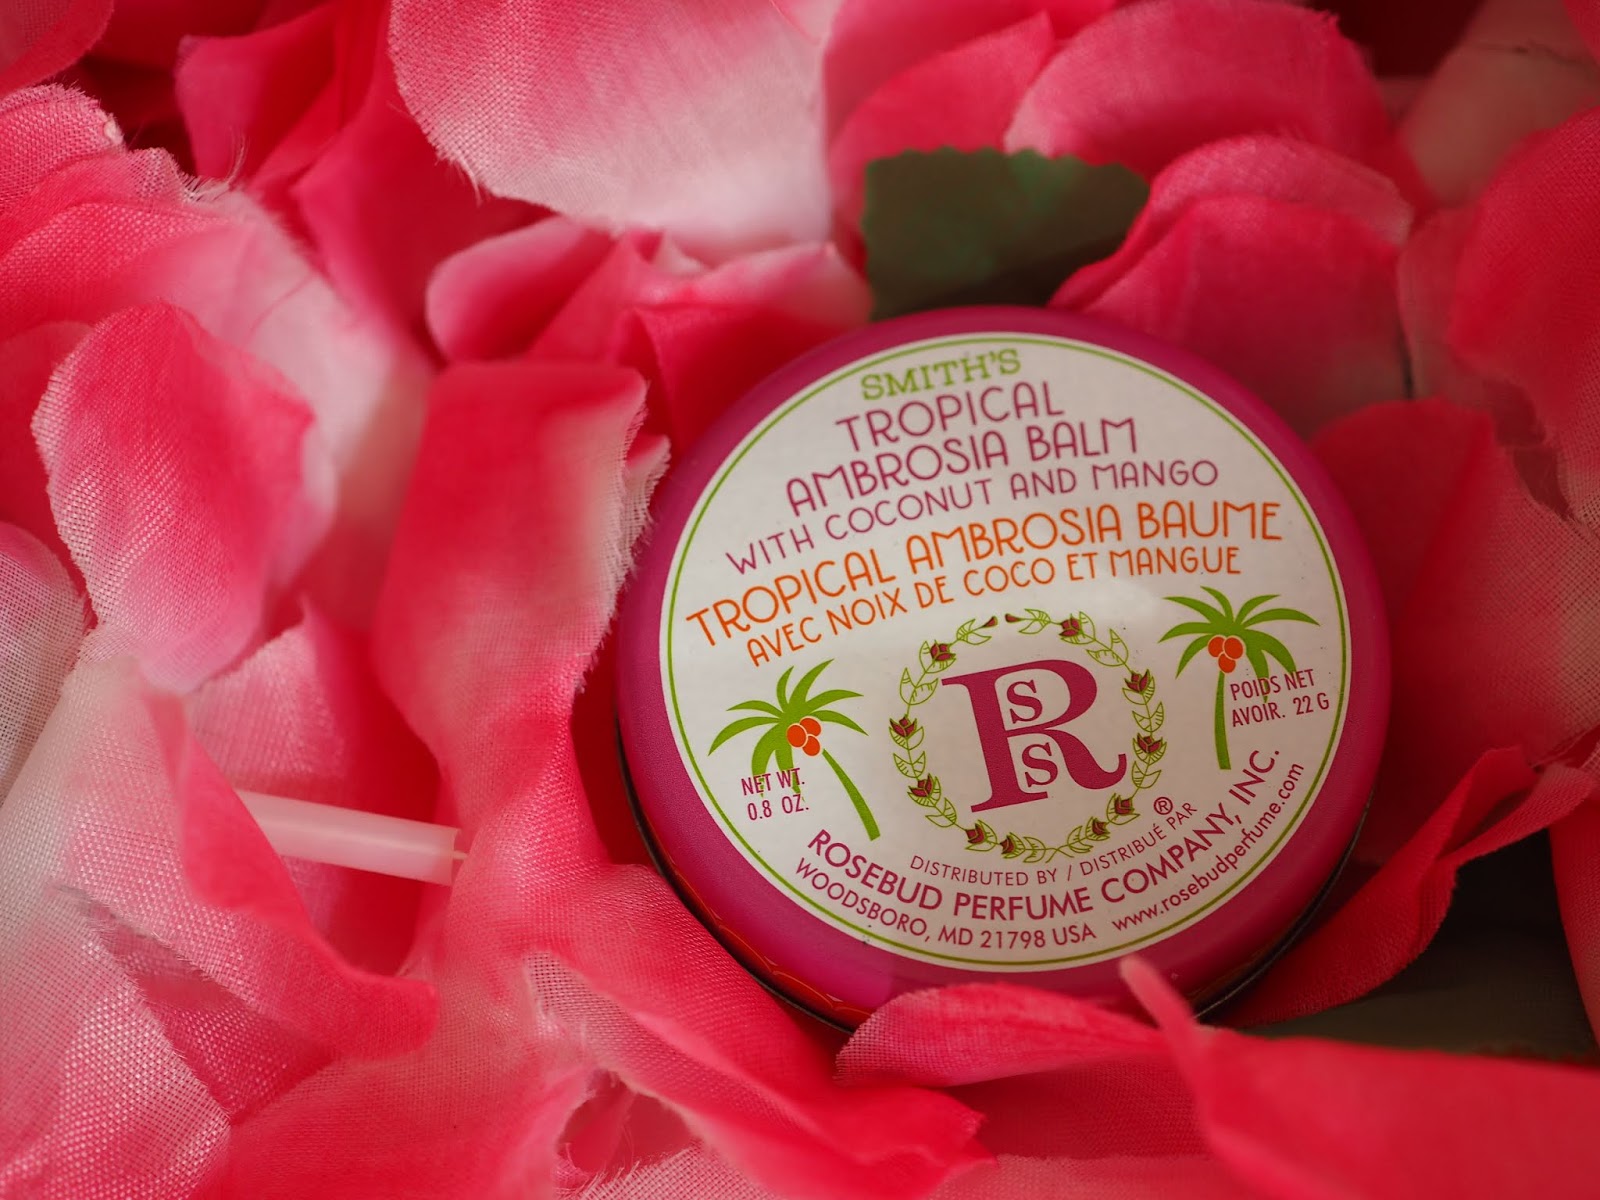 SMITH'S
TROPICAL
AMBROSIA BALM
WITH COCONUT AND MANGO
TROPICAL AMBROSIA BAUME
AVEC NOIX DE COCO ET MANGUE
R
S
S
®
NET WT.
0.8 OZ.
POIDS NET
AVOIR. 22 G
DISTRIBUTED BY / DISTRIBUÉ PAR
ROSEBUD PERFUME COMPANY, INC.
WOODSBORO, MD 21798 USA www.rosebudperfume.com